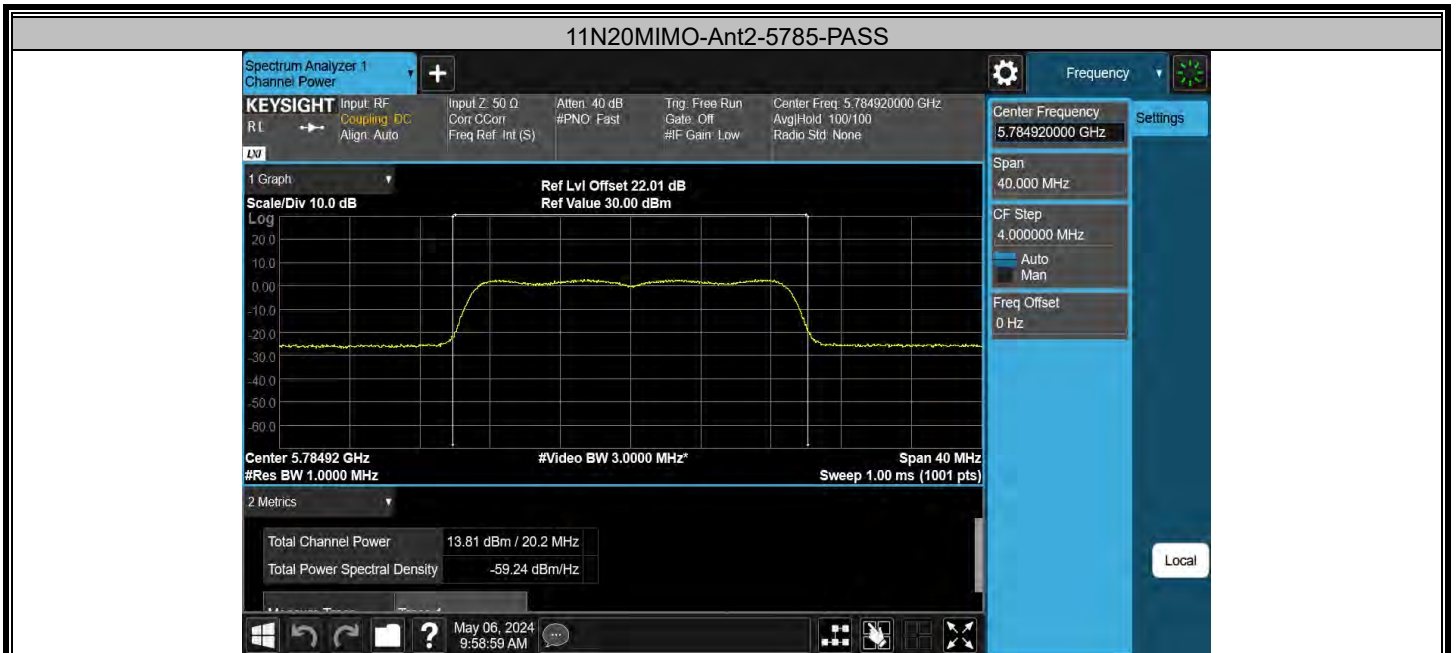 11N20MIMO-Ant2-5785-PASS
Spectrum Analyzer 1
Channel Power
+
Frequency
KEYSIGHT
RL
LXI
Input: RF
Coupling: DC
Align: Auto
Input Z: 50 Ω
Corr CCorr
Freq Ref: Int (S)
Atten: 40 dB
#PNO: Fast
Trig: Free Run
Gate: Off
#IF Gain: Low
Center Freq: 5.784920000 GHz
Avg|Hold: 100/100
Radio Std: None
Center Frequency
5.784920000 GHz
Settings
Span
40.000 MHz
CF Step
4.000000 MHz
Auto
Man
Freq Offset
0 Hz
1 Graph
Scale/Div 10.0 dB
Ref Lvl Offset 22.01 dB
Ref Value 30.00 dBm
Log
20.0
10.0
0.00
-10.0
-20.0
-30.0
-40.0
-50.0
-60.0
Center 5.78492 GHz
#Video BW 3.0000 MHz*
Span 40 MHz
#Res BW 1.0000 MHz
Sweep 1.00 ms (1001 pts)
2 Metrics
Total Channel Power 13.81 dBm / 20.2 MHz
Total Power Spectral Density -59.24 dBm/Hz
Local
?
May 06, 2024
9:58:59 AM